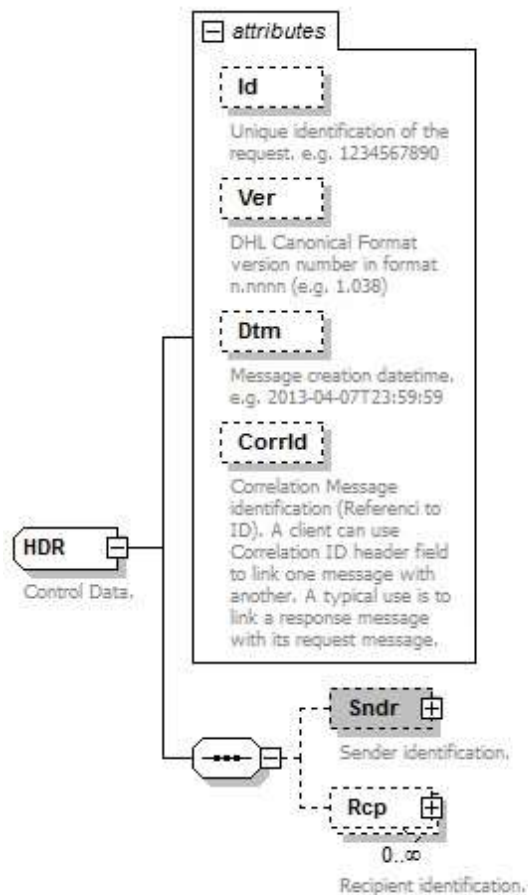 attributes
Id
Unique identification of the
request. e.g. 1234567890
Ver
DHL Canonical Format
version number in format
n.nnnn (e.g. 1.038)
Dtm
Message creation datetime.
e.g. 2013-04-07T23:59:59
CorrId
Correlation Message
identification (Referenci to
ID). A client can use
Correlation ID header field
to link one message with
another. A typical use is to
link a response message
with its request message.
HDR
Control Data.
Sndr
Sender identification.
Rcp
0..∞
Recipient identification.